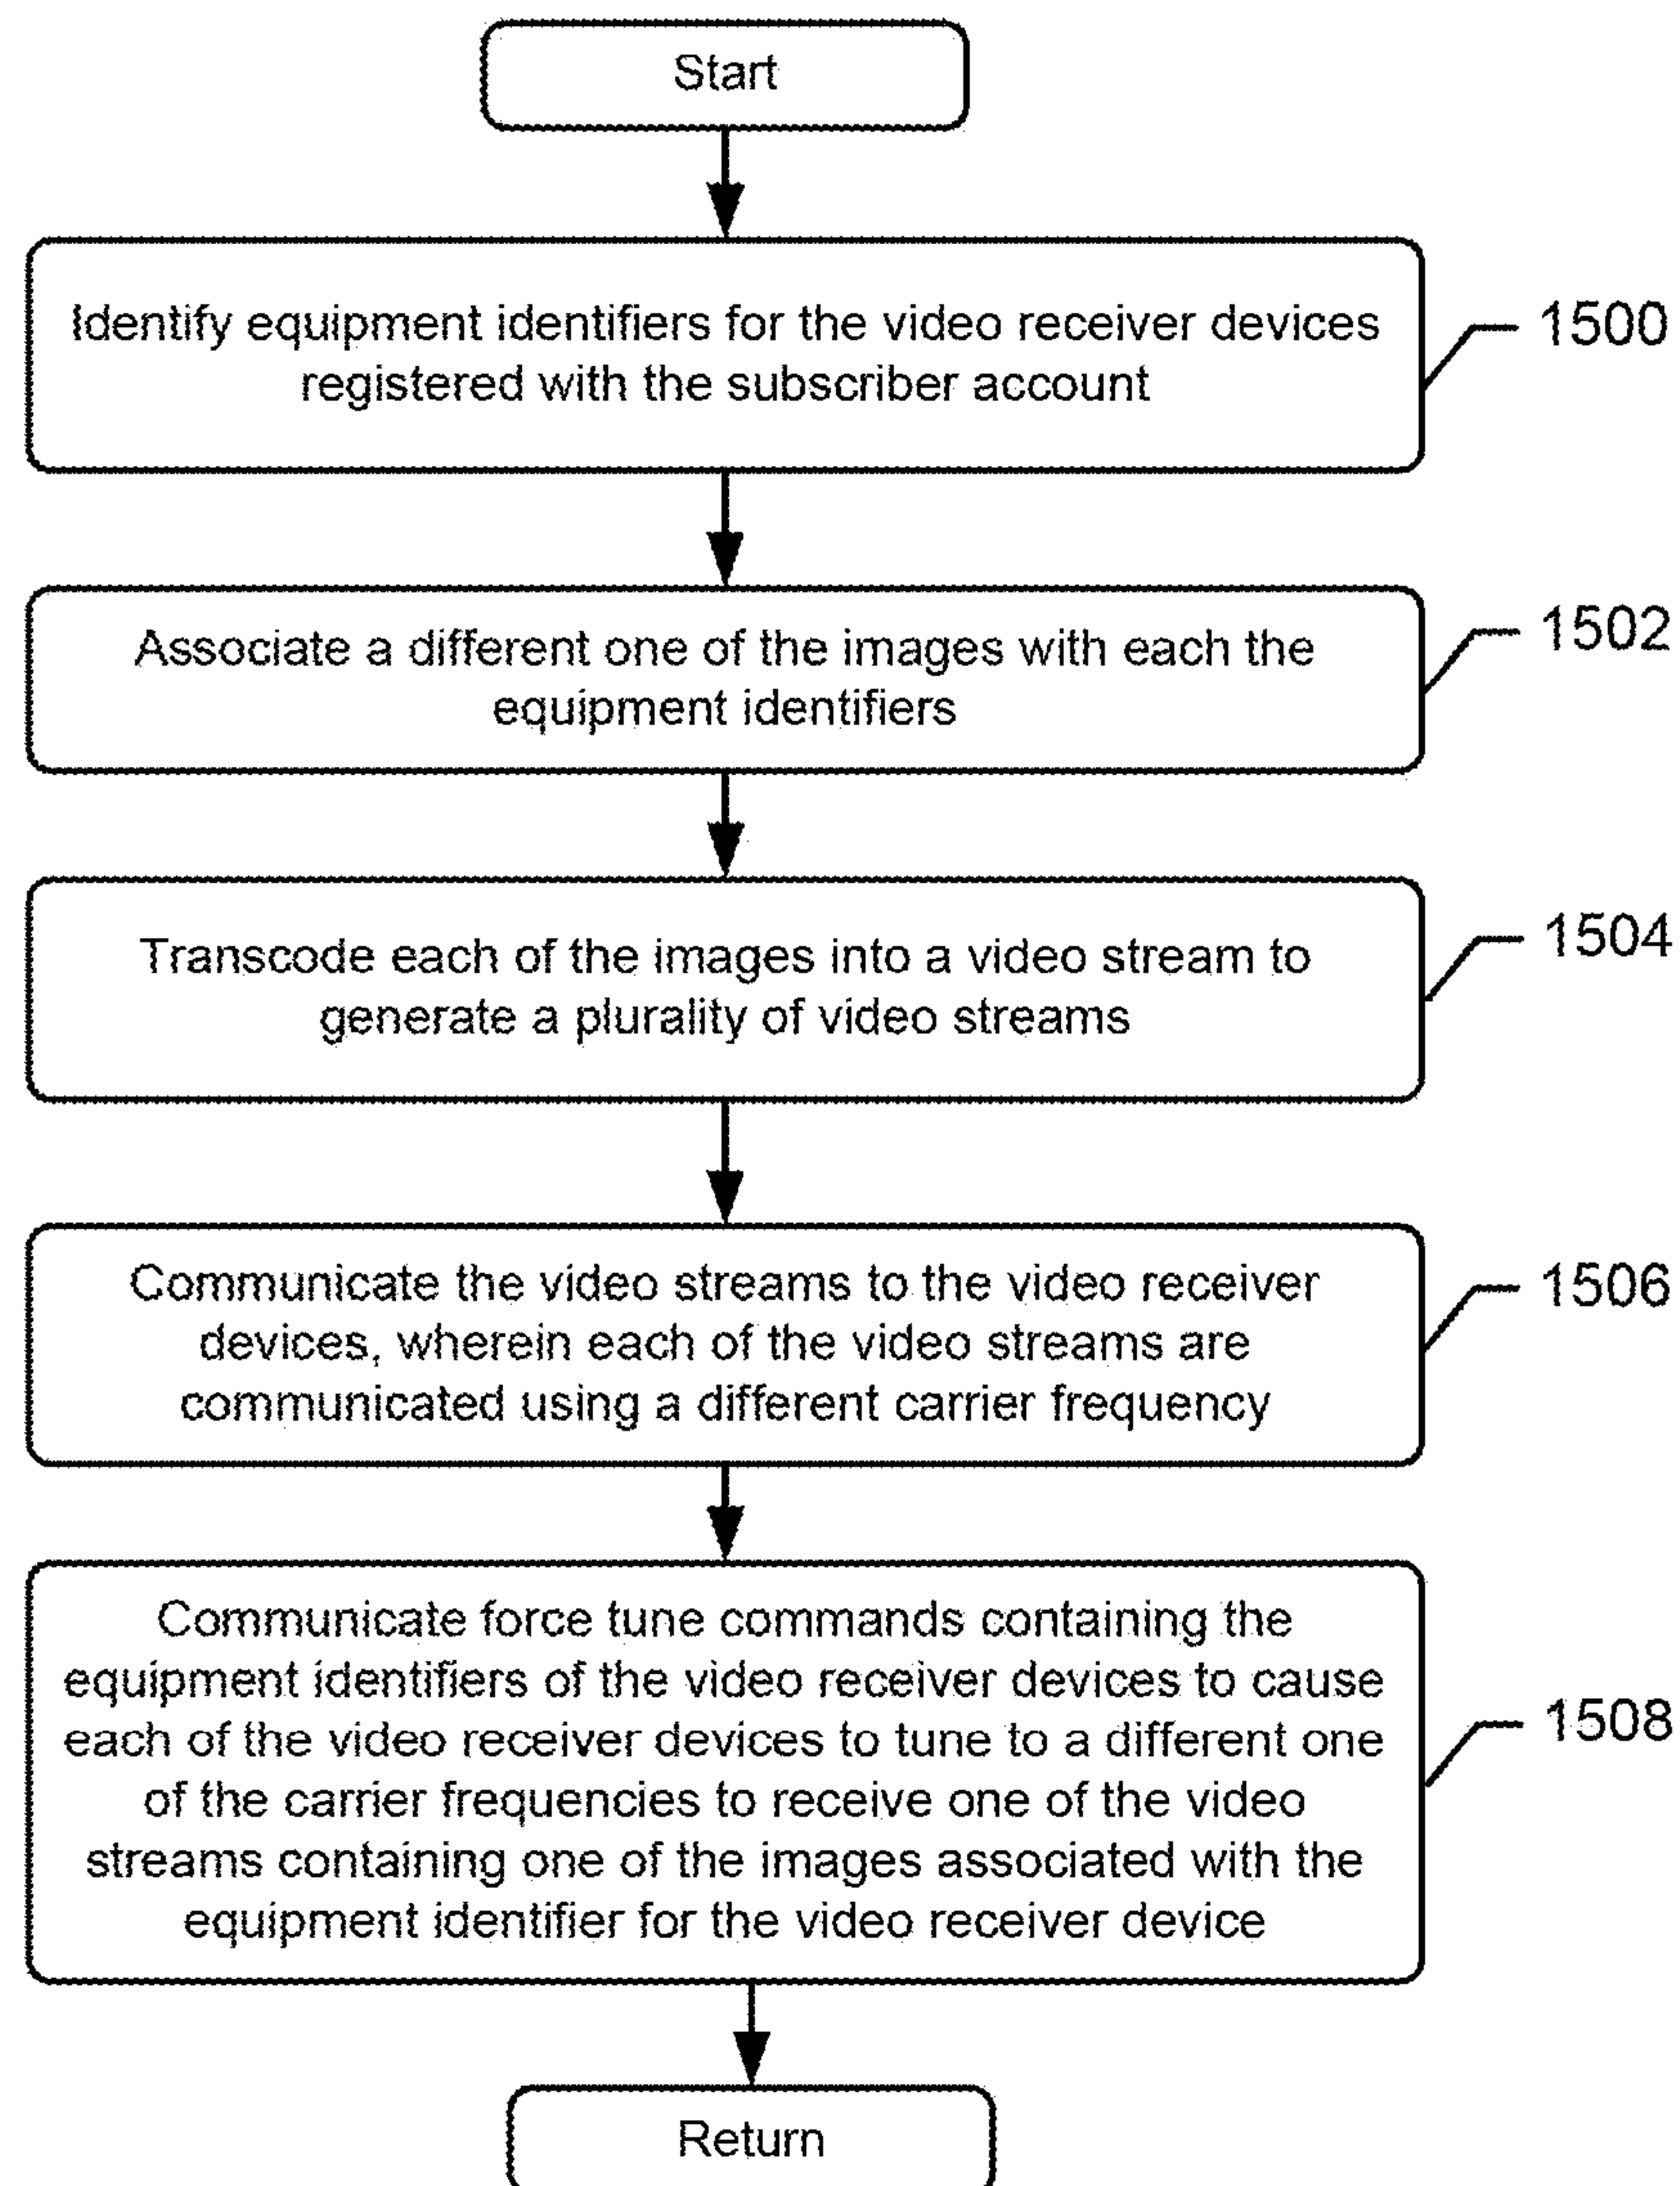 Start
Identify equipment identifiers for the video receiver devices
registered with the subscriber account
1500
Associate a different one of the images with each the
equipment identifiers
1502
Transcode each of the images into a video stream to
generate a plurality of video streams
1504
Communicate the video streams to the video receiver
devices, wherein each of the video streams are
communicated using a different carrier frequency
1506
Communicate force tune commands containing the
equipment identifiers of the video receiver devices to cause
each of the video receiver devices to tune to a different one
of the carrier frequencies to receive one of the video
streams containing one of the images associated with the
equipment identifier for the video receiver device
1508
Return